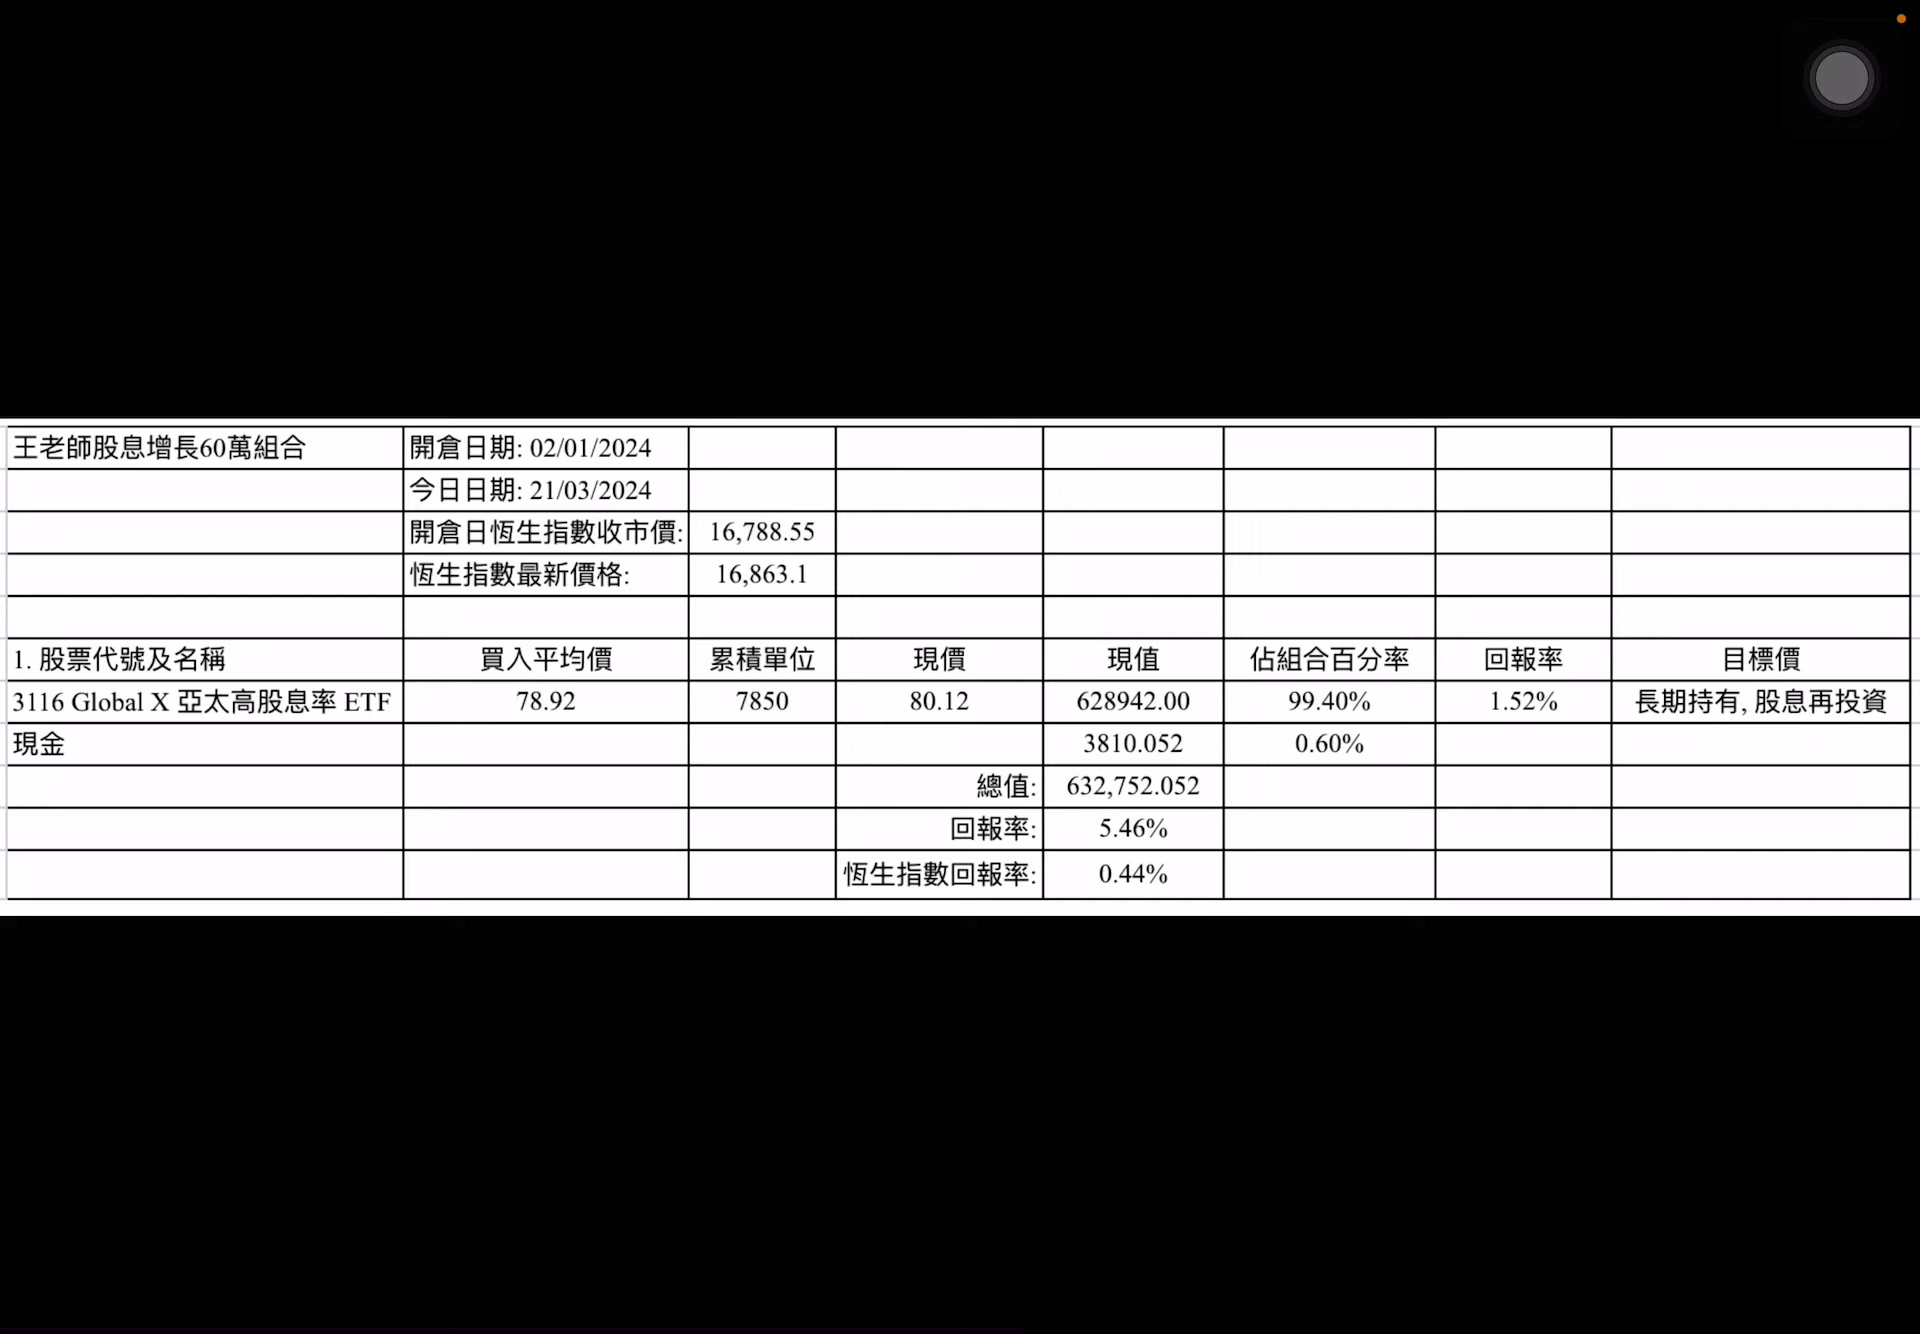 王老師股息增長60萬組合 開倉日期: 02/01/2024
今日日期: 21/03/2024
開倉日恆生指數收市價: 16,788.55
恆生指數最新價格: 16,863.1
1. 股票代號及名稱 買入平均價 累積單位 現價 現值 佔組合百分率 回報率 目標價
3116 Global X 亞太高股息率 ETF 78.92 7850 80.12 628942.00 99.40% 1.52% 長期持有, 股息再投資
現金 3810.052 0.60%
總值: 632,752.052
回報率: 5.46%
恆生指數回報率: 0.44%